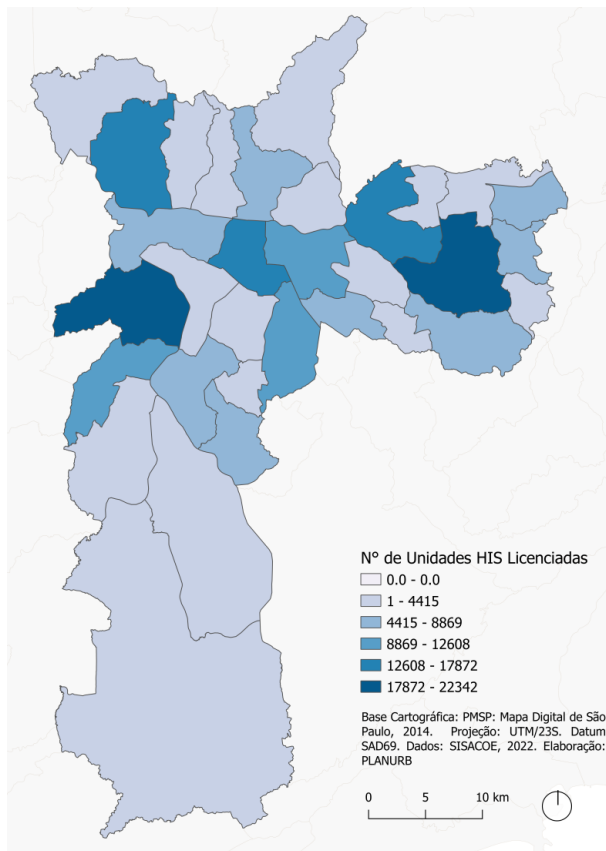 N° de Unidades HIS Licenciadas
0.0 - 0.0
1 - 4415
4415 - 8869
8869 - 12608
12608 - 17872
17872 - 22342
Base Cartográfica: PMSP: Mapa Digital de São
Paulo, 2014. Projeção: UTM/23S. Datum
SAD69. Dados: SISACOE, 2022. Elaboração:
PLANURB
0 5 10 km